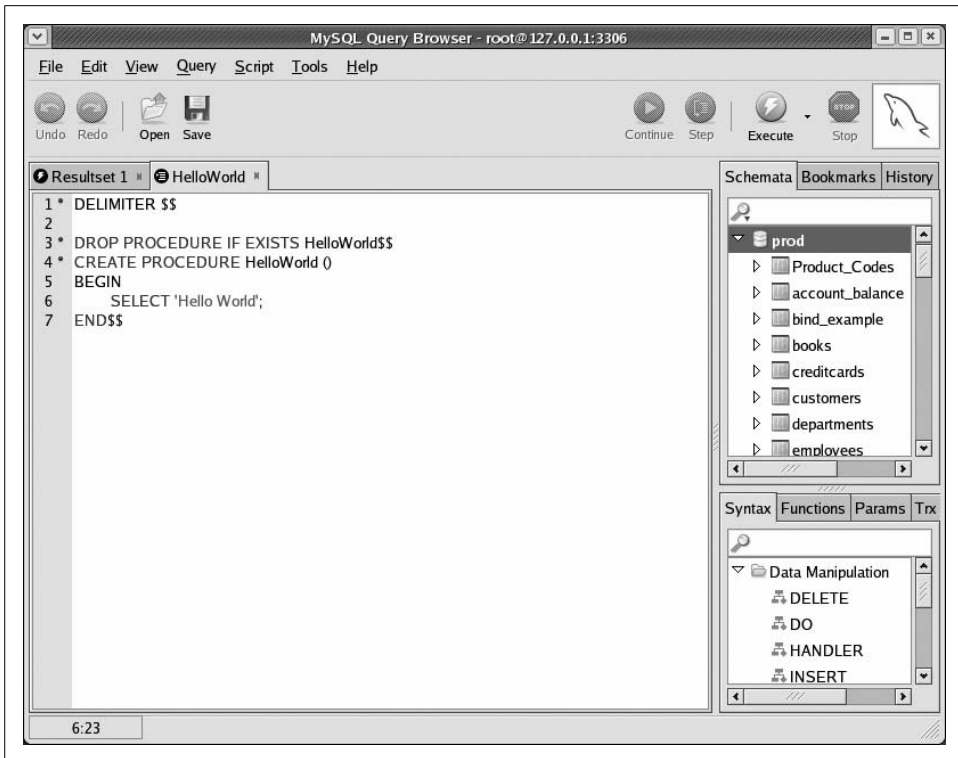 MySQL Query Browser - root@127.0.0.1:3306
File Edit View Query Script Tools Help
Undo Redo Open Save Continue Step Execute STOP Stop
Resultset 1 HelloWorld
1 * DELIMITER $$
2
3 * DROP PROCEDURE IF EXISTS HelloWorld$$
4 * CREATE PROCEDURE HelloWorld ()
5 BEGIN
6 SELECT 'Hello World';
7 END$$
6:23
Schemata Bookmarks History
prod
Product_Codes
account_balance
bind_example
books
creditcards
customers
departments
employees
Syntax Functions Params Trx
Data Manipulation
DELETE
DO
HANDLER
INSERT